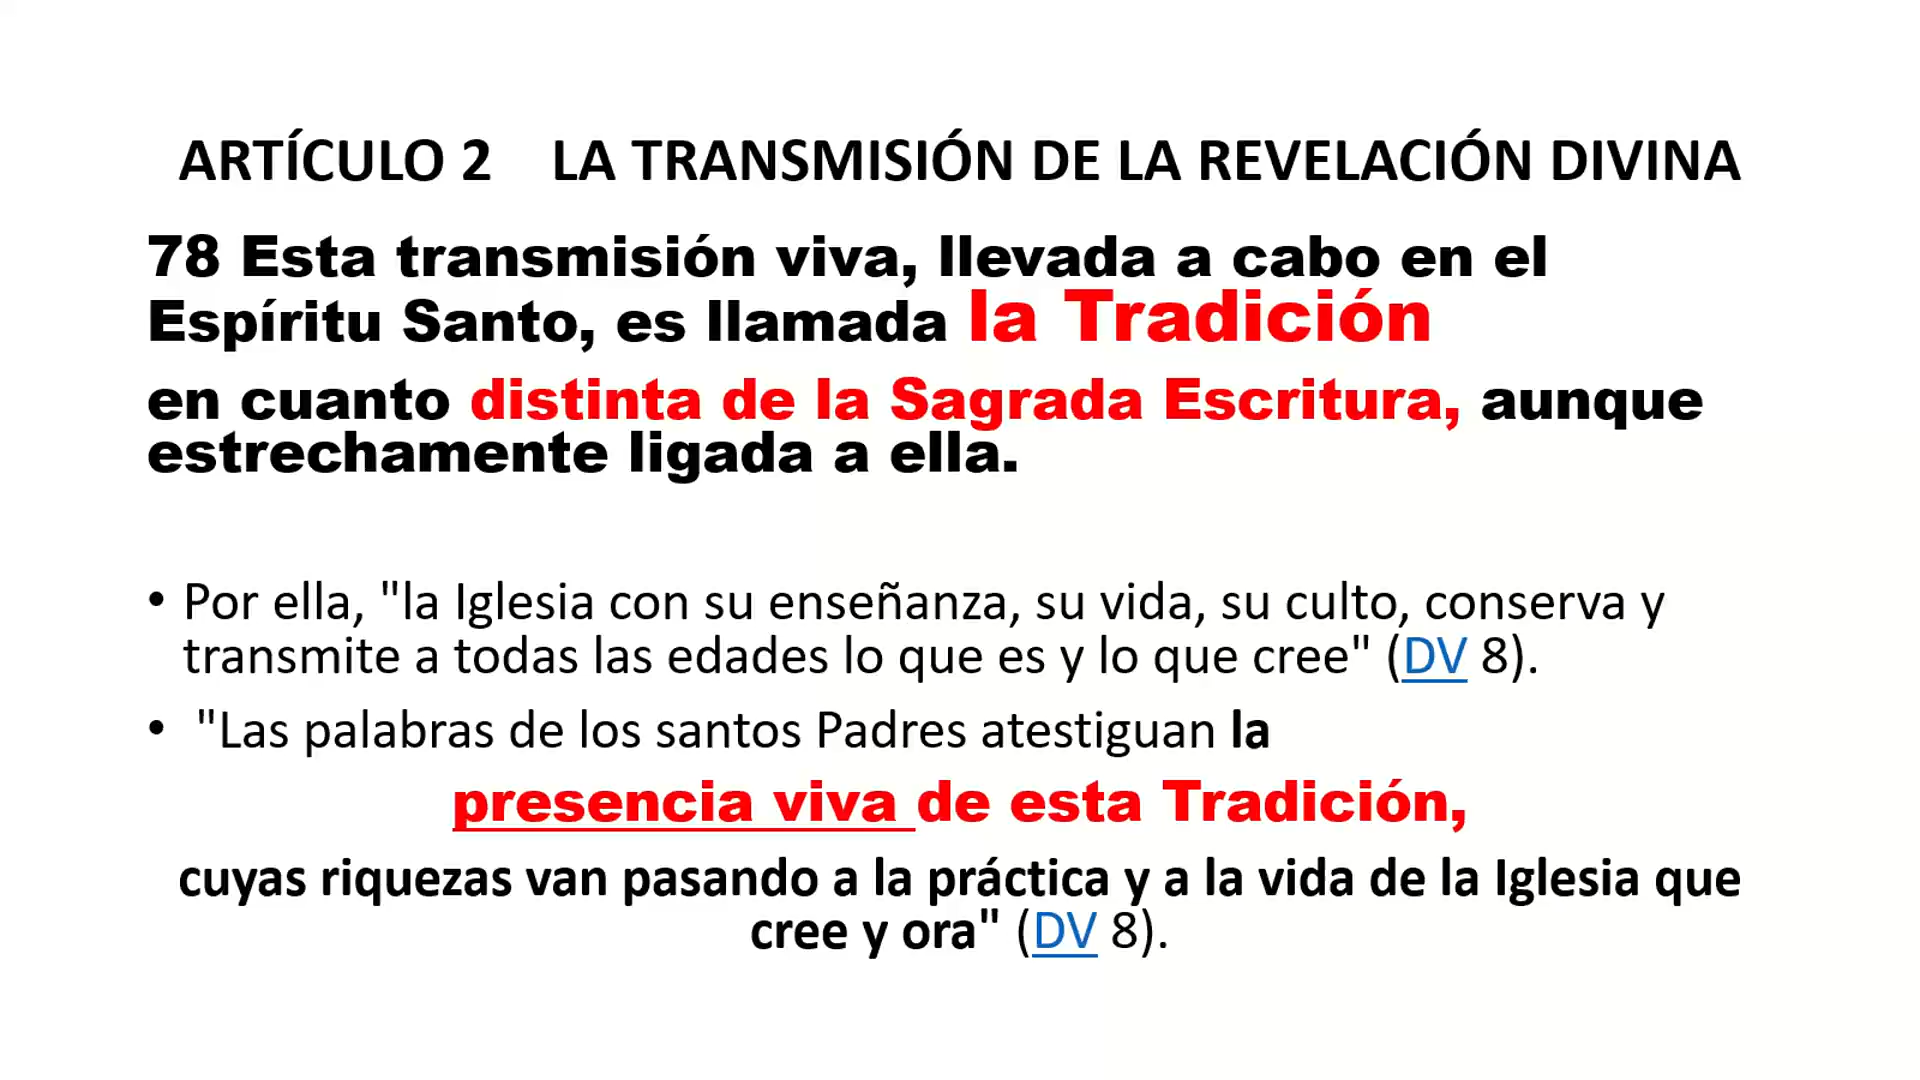 ARTÍCULO 2 LA TRANSMISIÓN DE LA REVELACIÓN DIVINA
78 Esta transmisión viva, llevada a cabo en el
Espíritu Santo, es llamada la Tradición
en cuanto distinta de la Sagrada Escritura, aunque
estrechamente ligada a ella.
• Por ella, "la Iglesia con su enseñanza, su vida, su culto, conserva y
transmite a todas las edades lo que es y lo que cree" (DV 8).
• "Las palabras de los santos Padres atestiguan la
presencia viva de esta Tradición,
cuyas riquezas van pasando a la práctica y a la vida de la Iglesia que
cree y ora" (DV 8).